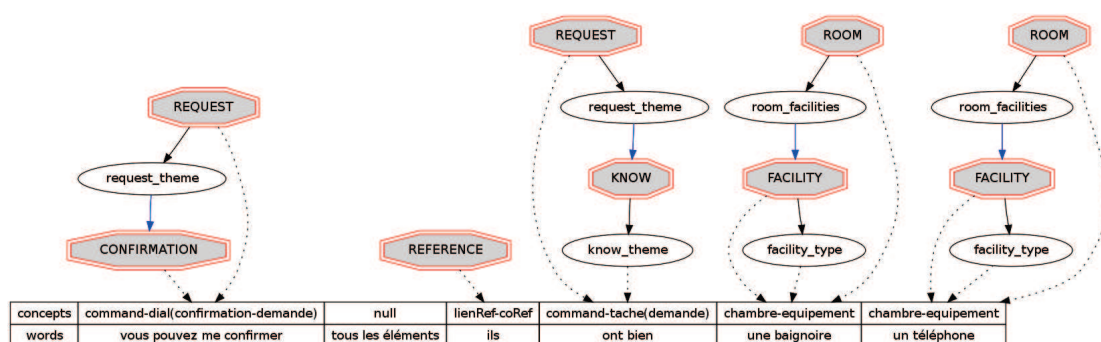 REQUEST ROOM ROOM
REQUEST request_theme room_facilities room_facilities
request_theme KNOW FACILITY FACILITY
CONFIRMATION REFERENCE know_theme facility_type facility_type
concepts command-dial(confirmation-demande) null lienRef-coRef command-tache(demande) chambre-equipement chambre-equipement
words vous pouvez me confirmer tous les éléments ils ont bien une baignoire un téléphone